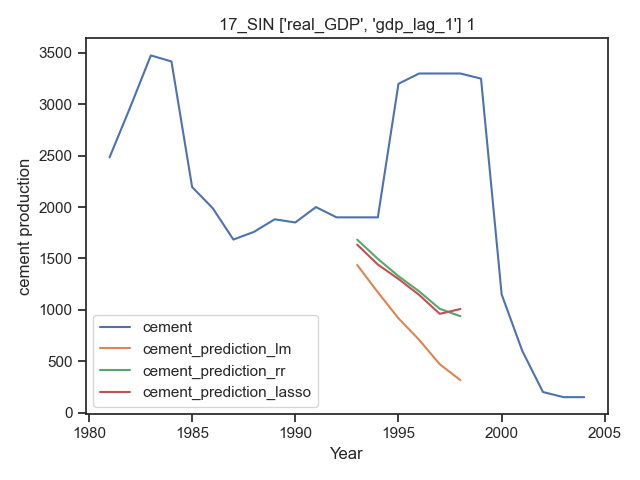 17_SIN ['real_GDP', 'gdp_lag_1'] 1
cement production
3500
3000
2500
2000
1500
1000
500
0
cement
cement_prediction_lm
cement_prediction_rr
cement_prediction_lasso
1980
1985
1990
1995
2000
2005
Year